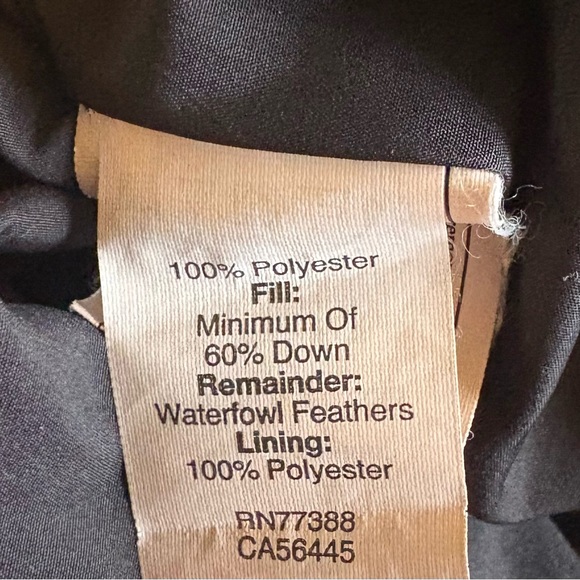 100% Polyester
Fill:
Minimum Of
60% Down
Remainder:
Waterfowl Feathers
Lining:
100% Polyester
RN77388
CA56445